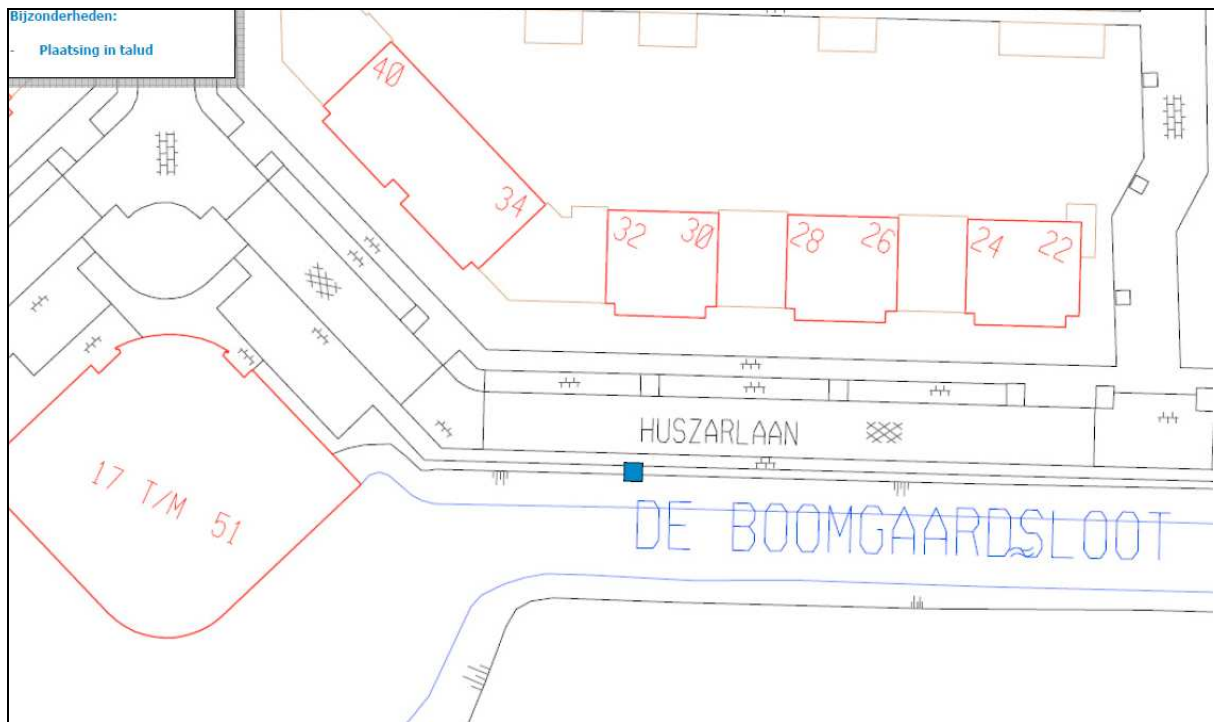 Bijzonderheden:
- Plaatsing in talud
40
34
32 30
28 26
24 22
HUSZARLAAN
17 T/M 51
DE BOOMGAARDSLOOT